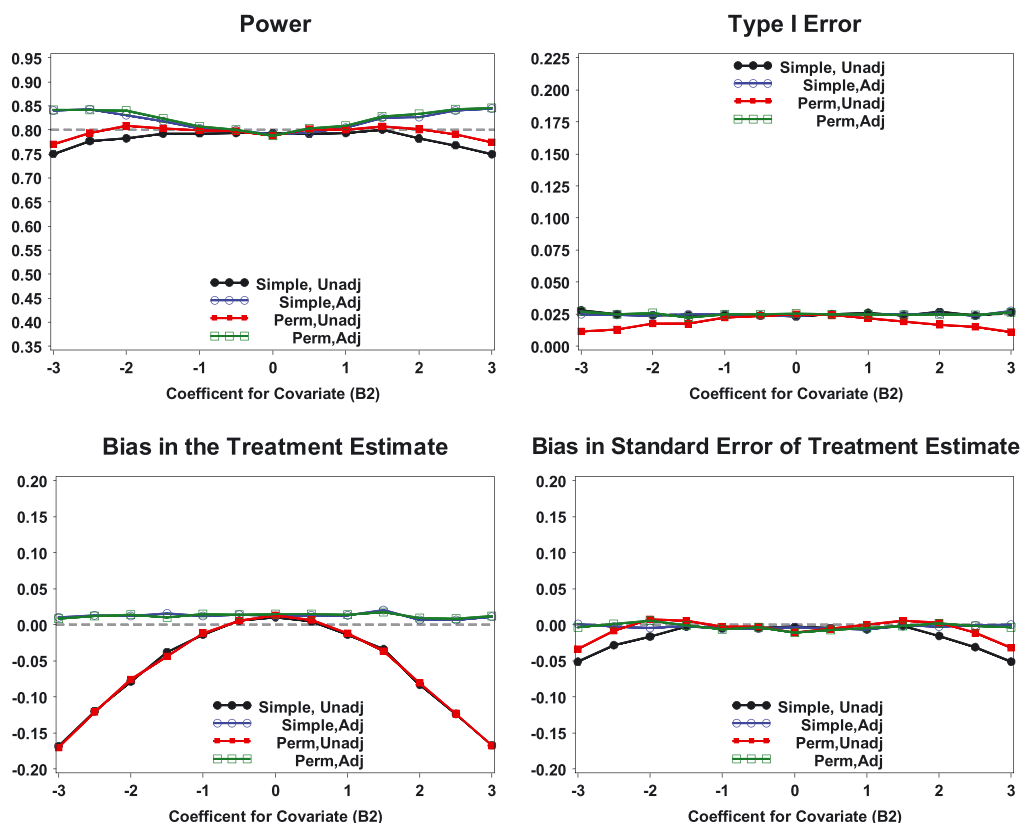 Power
0.95
0.90
0.85
0.80
0.75
0.70
0.65
0.60
0.55
0.50
0.45
0.40
0.35
Simple, Unadj
Simple,Adj
Perm,Unadj
Perm,Adj
-3 -2 -1 0 1 2 3
Coefficent for Covariate (B2)
Type I Error
0.225
0.200
0.175
0.150
0.125
0.100
0.075
0.050
0.025
0.000
Simple, Unadj
Simple,Adj
Perm,Unadj
Perm,Adj
-3 -2 -1 0 1 2 3
Coefficent for Covariate (B2)
Bias in the Treatment Estimate
0.20
0.15
0.10
0.05
0.00
-0.05
-0.10
-0.15
-0.20
Simple, Unadj
Simple,Adj
Perm,Unadj
Perm,Adj
-3 -2 -1 0 1 2 3
Coefficent for Covariate (B2)
Bias in Standard Error of Treatment Estimate
0.20
0.15
0.10
0.05
0.00
-0.05
-0.10
-0.15
-0.20
Simple, Unadj
Simple,Adj
Perm,Unadj
Perm,Adj
-3 -2 -1 0 1 2 3
Coefficent for Covariate (B2)